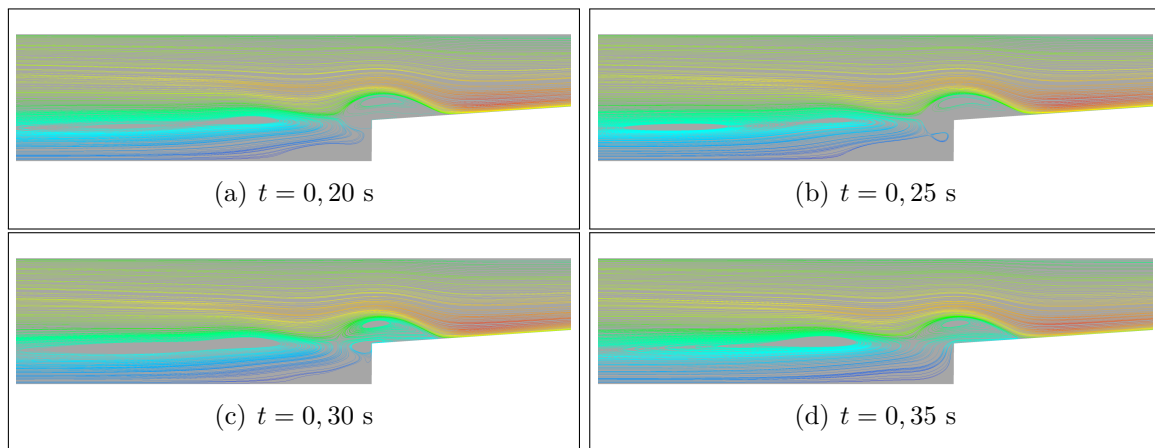 (a) t = 0, 20 s
(b) t = 0, 25 s
(c) t = 0, 30 s
(d) t = 0, 35 s